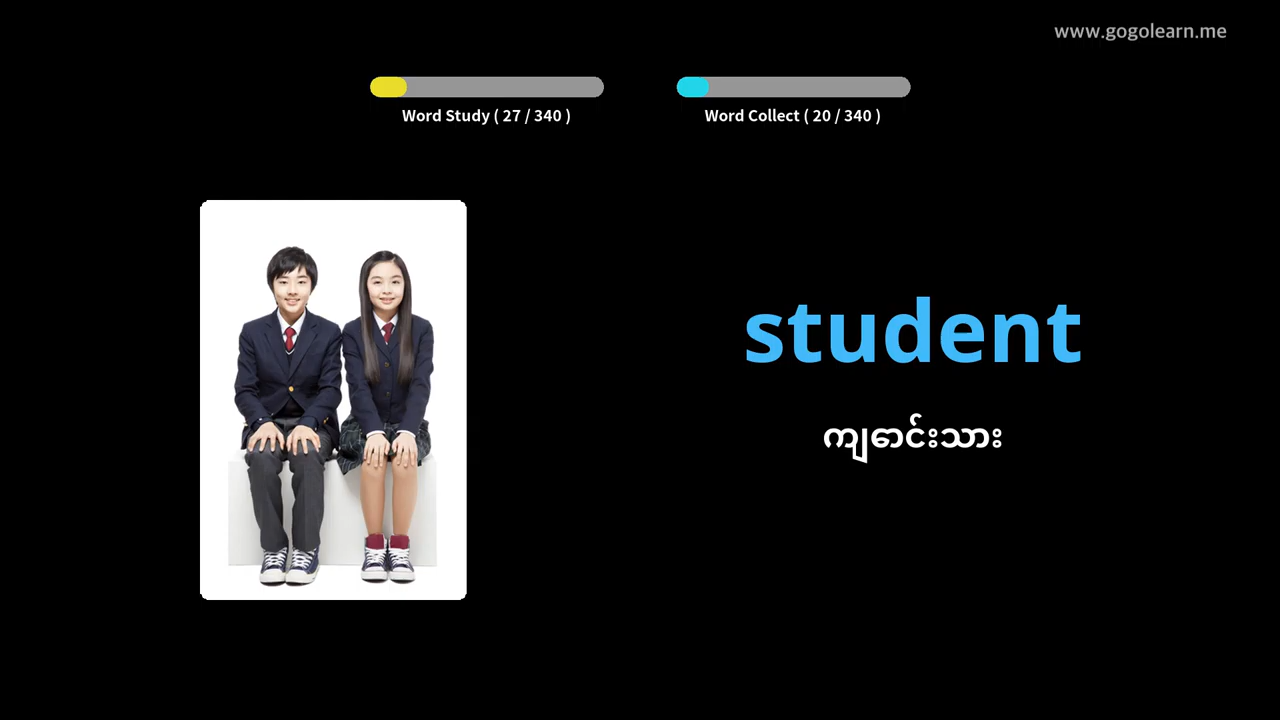 www.gogolearn.me
Word Study ( 27 / 340 )
Word Collect ( 20 / 340 )
student
ကျောင်းသား